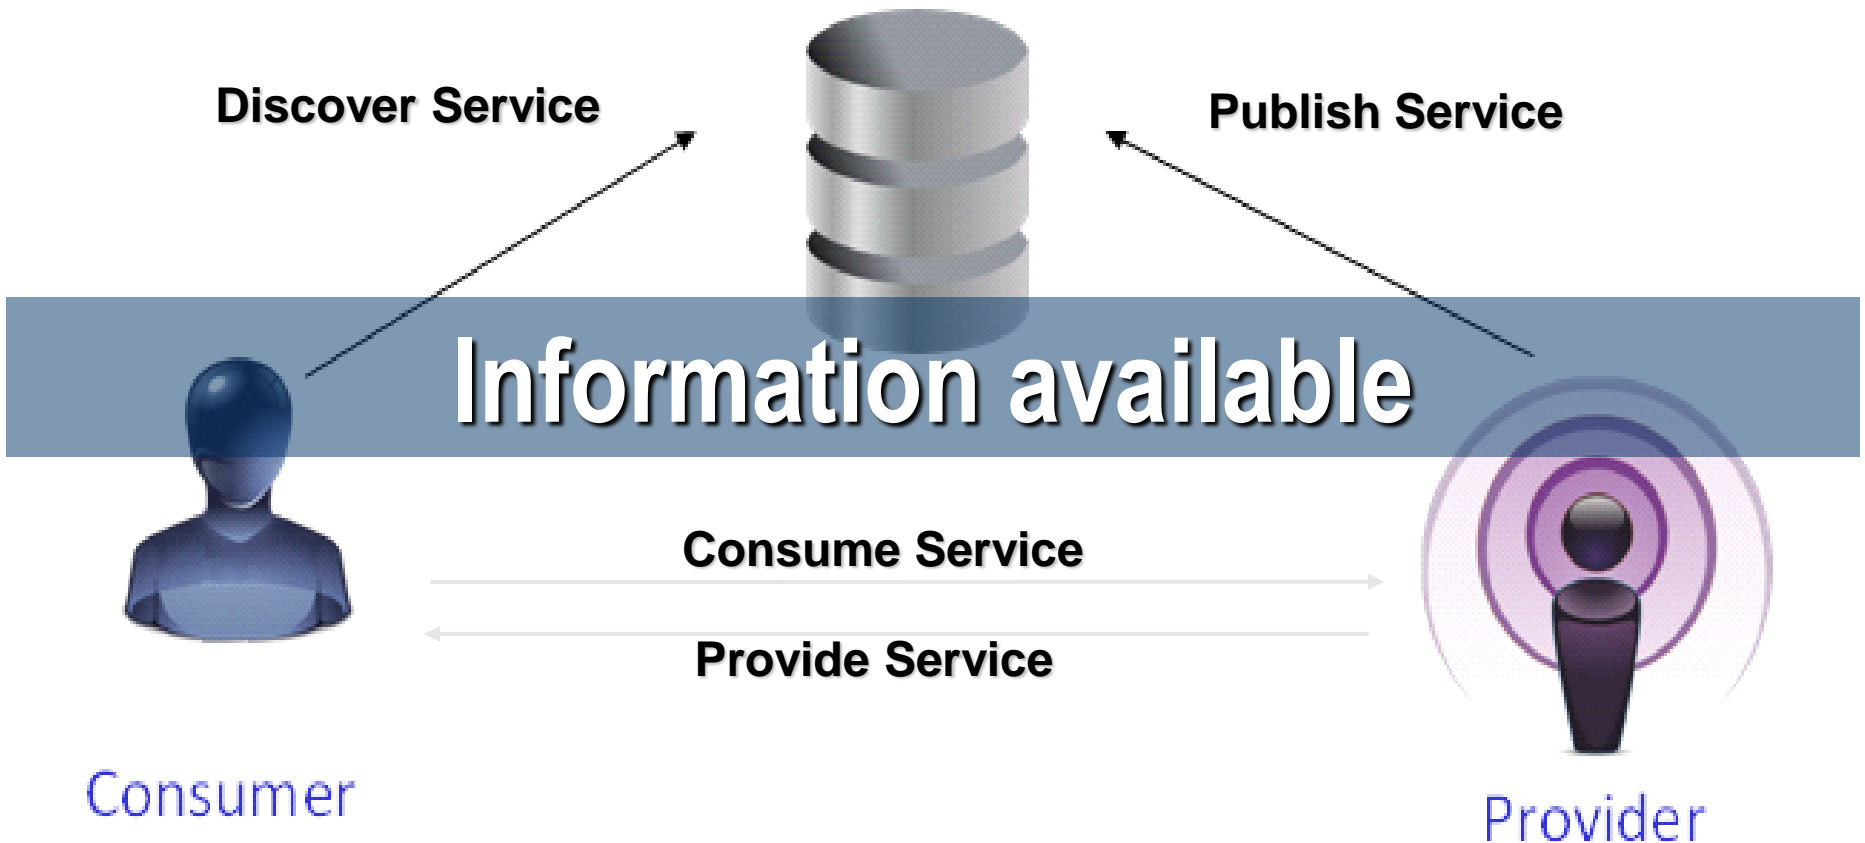 Discover Service
Publish Service
Information available
Consume Service
Provide Service
Consumer
Provider